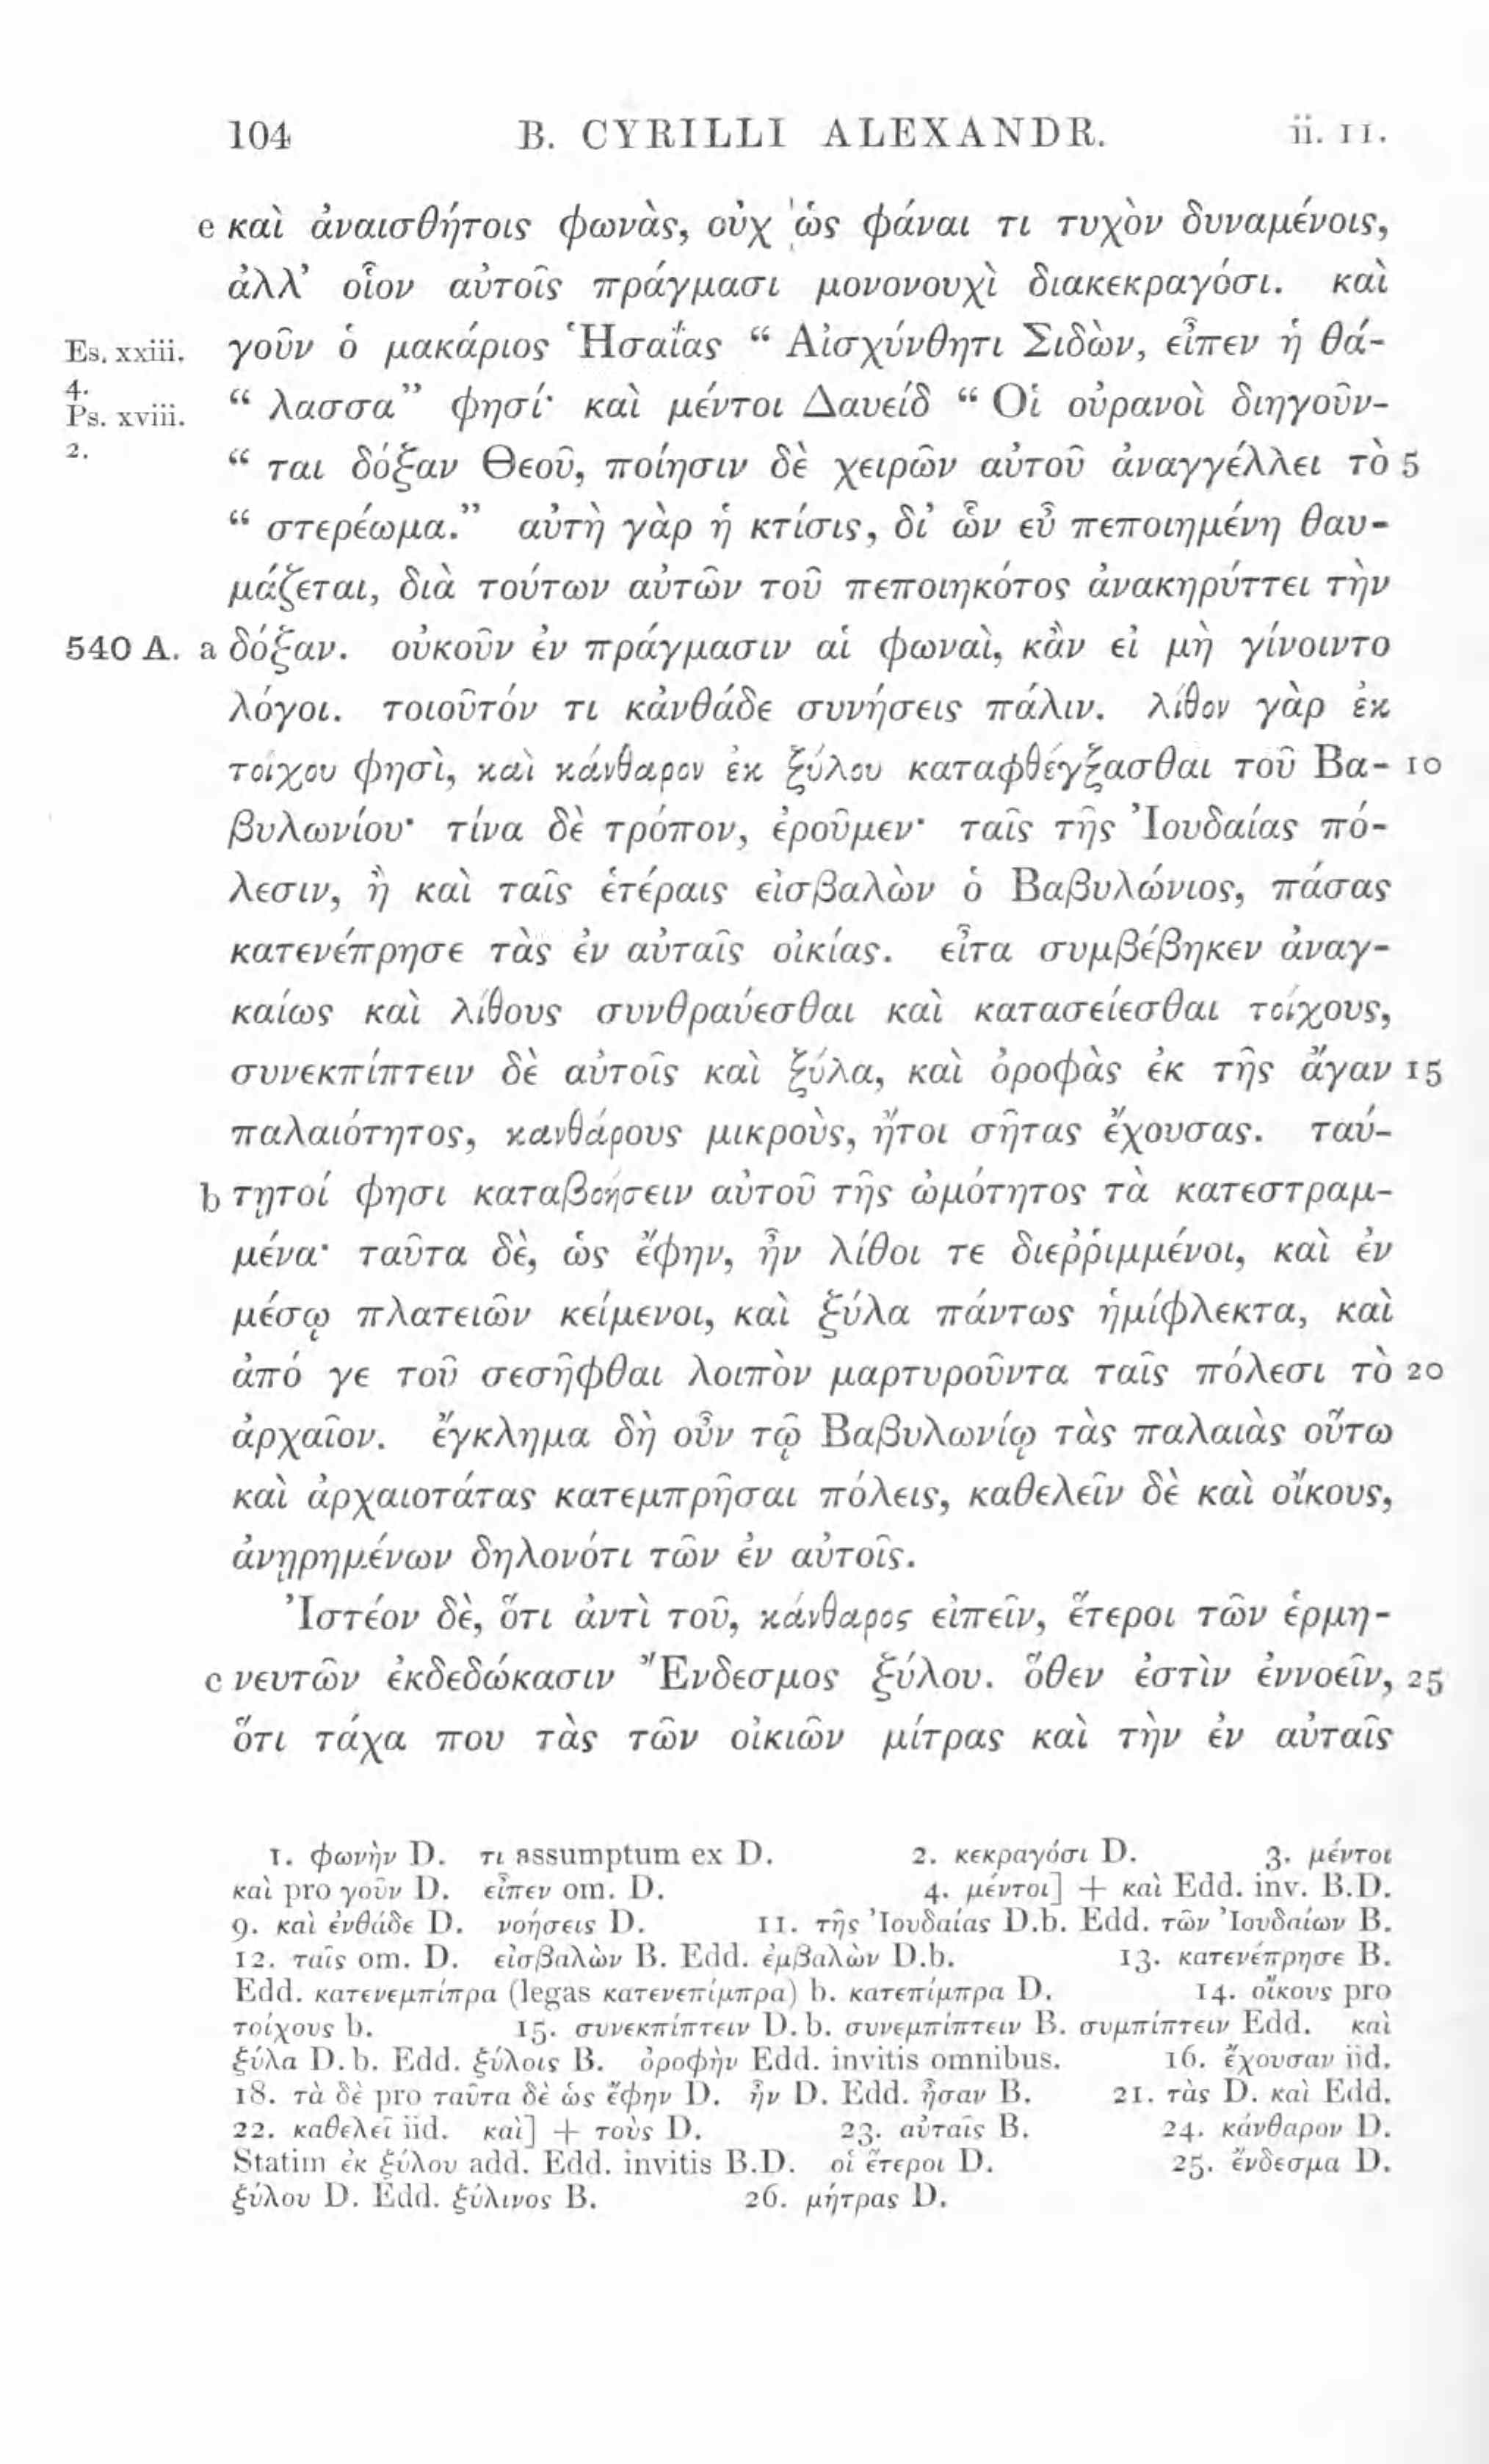 104 B. CYRILLI ALEXANDR. ii. 11.
e καὶ ἀναισθήτοις φωνὰς, οὐχ ὡς φάναι τι τυχὸν δυναμένοις,
ἀλλ’ οἷον αὐτοῖς πράγμασι μονονουχὶ διακεκραγόσι. καὶ
Es. xxiii. γοῦν ὁ μακάριος Ἡσαΐας “ Αἰσχύνθητι Σιδὼν, εἶπεν ἡ θά-
4.
Ps. xviii. “ λασσα” φησί· καὶ μέντοι Δαυείδ “ Οἱ οὐρανοὶ διηγοῦν-
2. “ ται δόξαν Θεοῦ, ποίησιν δὲ χειρῶν αὐτοῦ ἀναγγέλλει τὸ 5
“ στερέωμα.” αὐτὴ γὰρ ἡ κτίσις, δι’ ὧν εὖ πεποιημένη θαυ-
μάζεται, διὰ τούτων αὐτῶν τοῦ πεποιηκότος ἀνακηρύττει τὴν
540 A. a δόξαν. οὐκοῦν ἐν πράγμασιν αἱ φωναὶ, κἂν εἰ μὴ γίνοιντο
λόγοι. τοιοῦτόν τι κἀνθάδε συνήσεις πάλιν. λίθον γὰρ ἐκ
τοίχου φησὶ, καὶ κάνθαρον ἐκ ξύλου καταφθέγξασθαι τοῦ Βα- 10
βυλωνίου· τίνα δὲ τρόπον, ἐροῦμεν· ταῖς τῆς Ἰουδαίας πό-
λεσιν, ἢ καὶ ταῖς ἑτέραις εἰσβαλὼν ὁ Βαβυλώνιος, πάσας
κατενέπρησε τὰς ἐν αὐταῖς οἰκίας. εἶτα συμβέβηκεν ἀναγ-
καίως καὶ λίθους συνθραύεσθαι καὶ κατασείεσθαι τοίχους,
συνεκπίπτειν δὲ αὐτοῖς καὶ ξύλα, καὶ ὀροφὰς ἐκ τῆς ἄγαν 15
παλαιότητος, κανθάρους μικροὺς, ἤτοι σῆτας ἔχουσας. ταύ-
b τῃτοί φησι καταβοήσειν αὐτοῦ τῆς ὠμότητος τὰ κατεστραμ-
μένα· ταῦτα δὲ, ὡς ἔφην, ἦν λίθοι τε διεῤῥιμμένοι, καὶ ἐν
μέσῳ πλατειῶν κείμενοι, καὶ ξύλα πάντως ἡμίφλεκτα, καὶ
ἀπό γε τοῦ σεσῆφθαι λοιπὸν μαρτυροῦντα ταῖς πόλεσι τὸ 20
ἀρχαῖον. ἔγκλημα δὴ οὖν τῷ Βαβυλωνίῳ τὰς παλαιὰς οὕτω
καὶ ἀρχαιοτάτας κατεμπρῆσαι πόλεις, καθελεῖν δὲ καὶ οἴκους,
ἀνῃρημένων δηλονότι τῶν ἐν αὐτοῖς.
Ἰστέον δὲ, ὅτι ἀντὶ τοῦ, κάνθαρος εἰπεῖν, ἕτεροι τῶν ἑρμη-
c νευτῶν ἐκδεδώκασιν Ἔνδεσμος ξύλου. ὅθεν ἐστὶν ἐννοεῖν, 25
ὅτι τάχα που τὰς τῶν οἰκιῶν μίτρας καὶ τὴν ἐν αὐταῖς
1. φωνὴν D. τι assumptum ex D. 2. κεκραγόσι D. 3. μέντοι
καὶ pro γοῦν D. εἶπεν om. D. 4. μέντοι] + καὶ Edd. inv. B.D.
9. καὶ ἐνθάδε D. νοήσεις D. 11. τῆς Ἰουδαίας D.b. Edd. τῶν Ἰουδαίων B.
12. ταῖς om. D. εἰσβαλὼν B. Edd. ἐμβαλὼν D.b. 13. κατενέπρησε B.
Edd. κατενεμπίπρα (legas κατενεπίμπρα) b. κατεπίμπρα D. 14. οἴκους pro
τοίχους b. 15. συνεκπίπτειν D. b. συνεμπίπτειν B. συμπίπτειν Edd. καὶ
ξύλα D. b. Edd. ξύλοις B. ὀροφὴν Edd. invitis omnibus. 16. ἔχουσαν iid.
18. τὰ δὲ pro ταῦτα δὲ ὡς ἔφην D. ἦν D. Edd. ἦσαν B. 21. τὰς D. καὶ Edd.
22. καθελεῖ iid. καὶ] + τοὺς D. 23. αὐταῖς B. 24. κάνθαρον D.
Statim ἐκ ξύλου add. Edd. invitis B.D. οἱ ἕτεροι D. 25. ἔνδεσμα D.
ξύλου D. Edd. ξύλινος B. 26. μήτρας D.